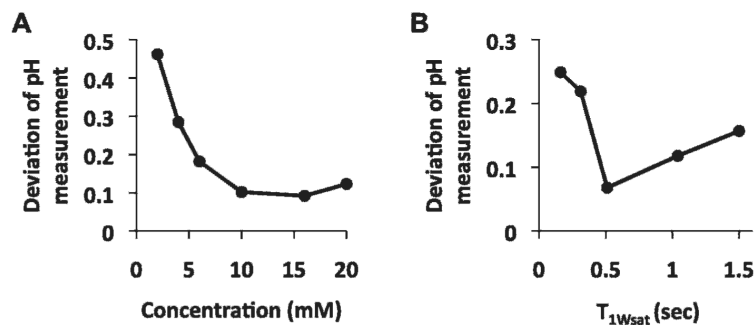 A
Deviation of pH
measurement
0.5
0.4
0.3
0.2
0.1
0
0 5 10 15 20
Concentration (mM)
B
Deviation of pH
measurement
0.3
0.2
0.1
0
0 0.5 1 1.5
T1Wsat (sec)